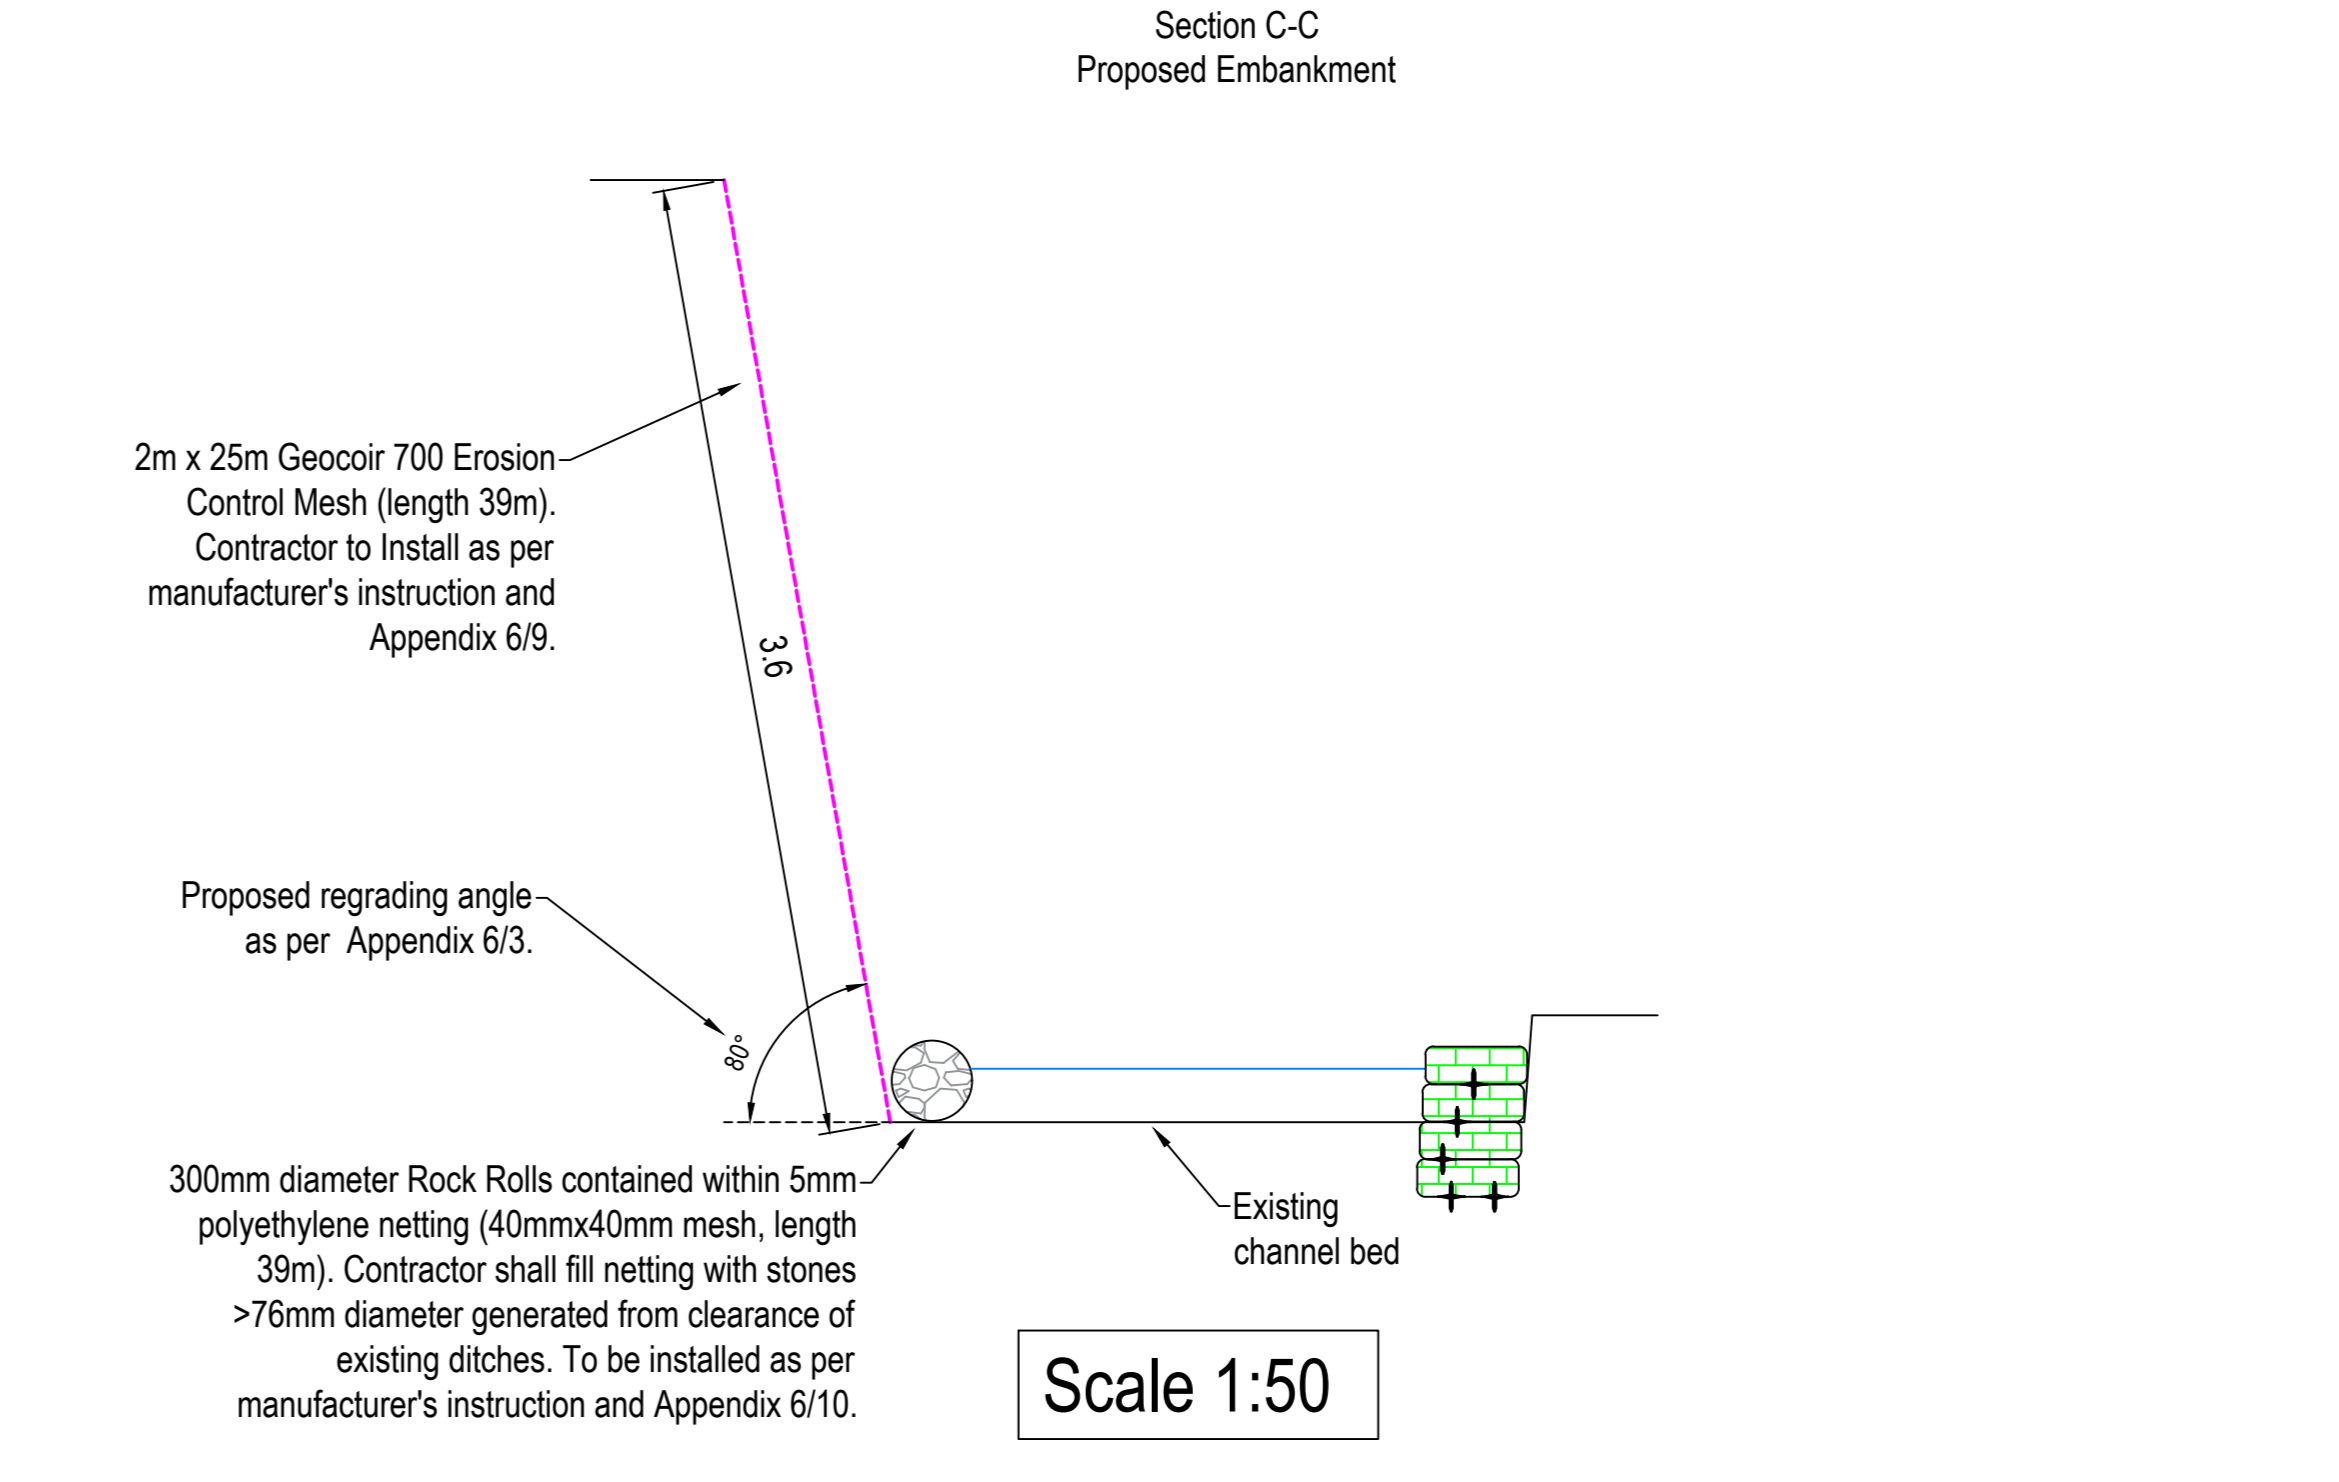 Section C-C
Proposed Embankment
2m x 25m Geocoir 700 Erosion
Control Mesh (length 39m).
Contractor to Install as per
manufacturer's instruction and
Appendix 6/9.
3.6
Proposed regrading angle
as per Appendix 6/3.
80°
300mm diameter Rock Rolls contained within 5mm
polyethylene netting (40mmx40mm mesh, length
39m). Contractor shall fill netting with stones
>76mm diameter generated from clearance of
existing ditches. To be installed as per
manufacturer's instruction and Appendix 6/10.
Existing
channel bed
Scale 1:50